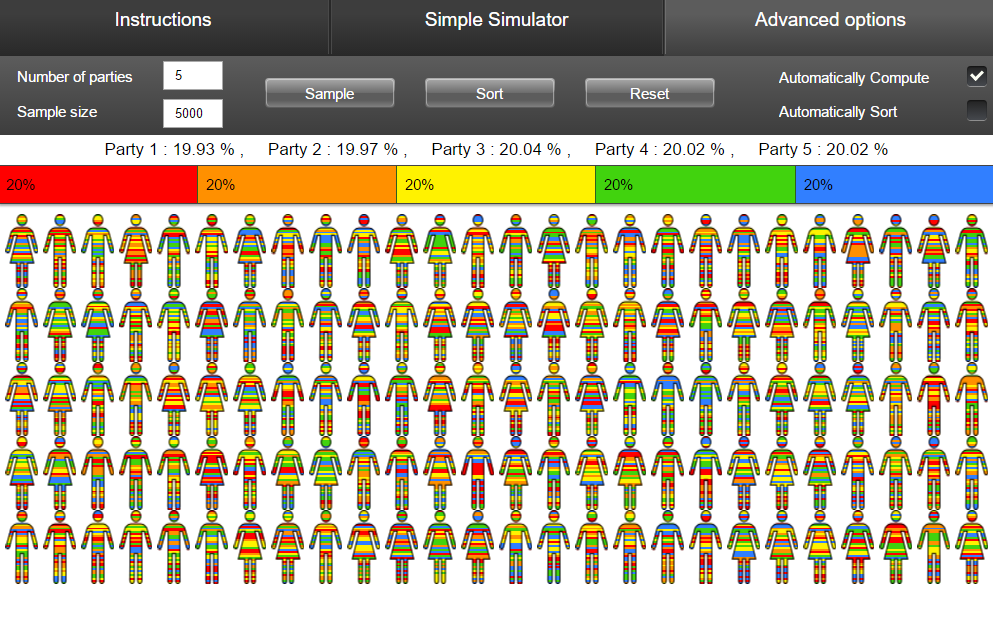 Instructions Simple Simulator Advanced options
Number of parties 5 Sample Sort Reset Automatically Compute
Sample size 5000 Automatically Sort
Party 1 : 19.93 % , Party 2 : 19.97 % , Party 3 : 20.04 % , Party 4 : 20.02 % , Party 5 : 20.02 %
20% 20% 20% 20% 20%